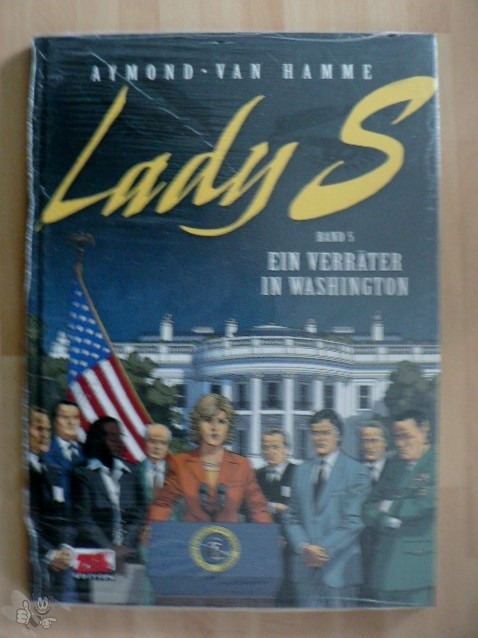 AYMOND - VAN HAMME
Lady S
BAND 5
EIN VERRÄTER
IN WASHINGTON